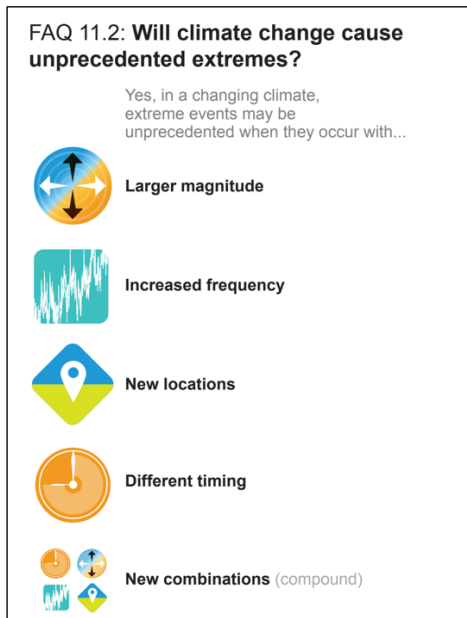 FAQ 11.2: Will climate change cause
unprecedented extremes?
Yes, in a changing climate,
extreme events may be
unprecedented when they occur with...
Larger magnitude
Increased frequency
New locations
Different timing
New combinations (compound)